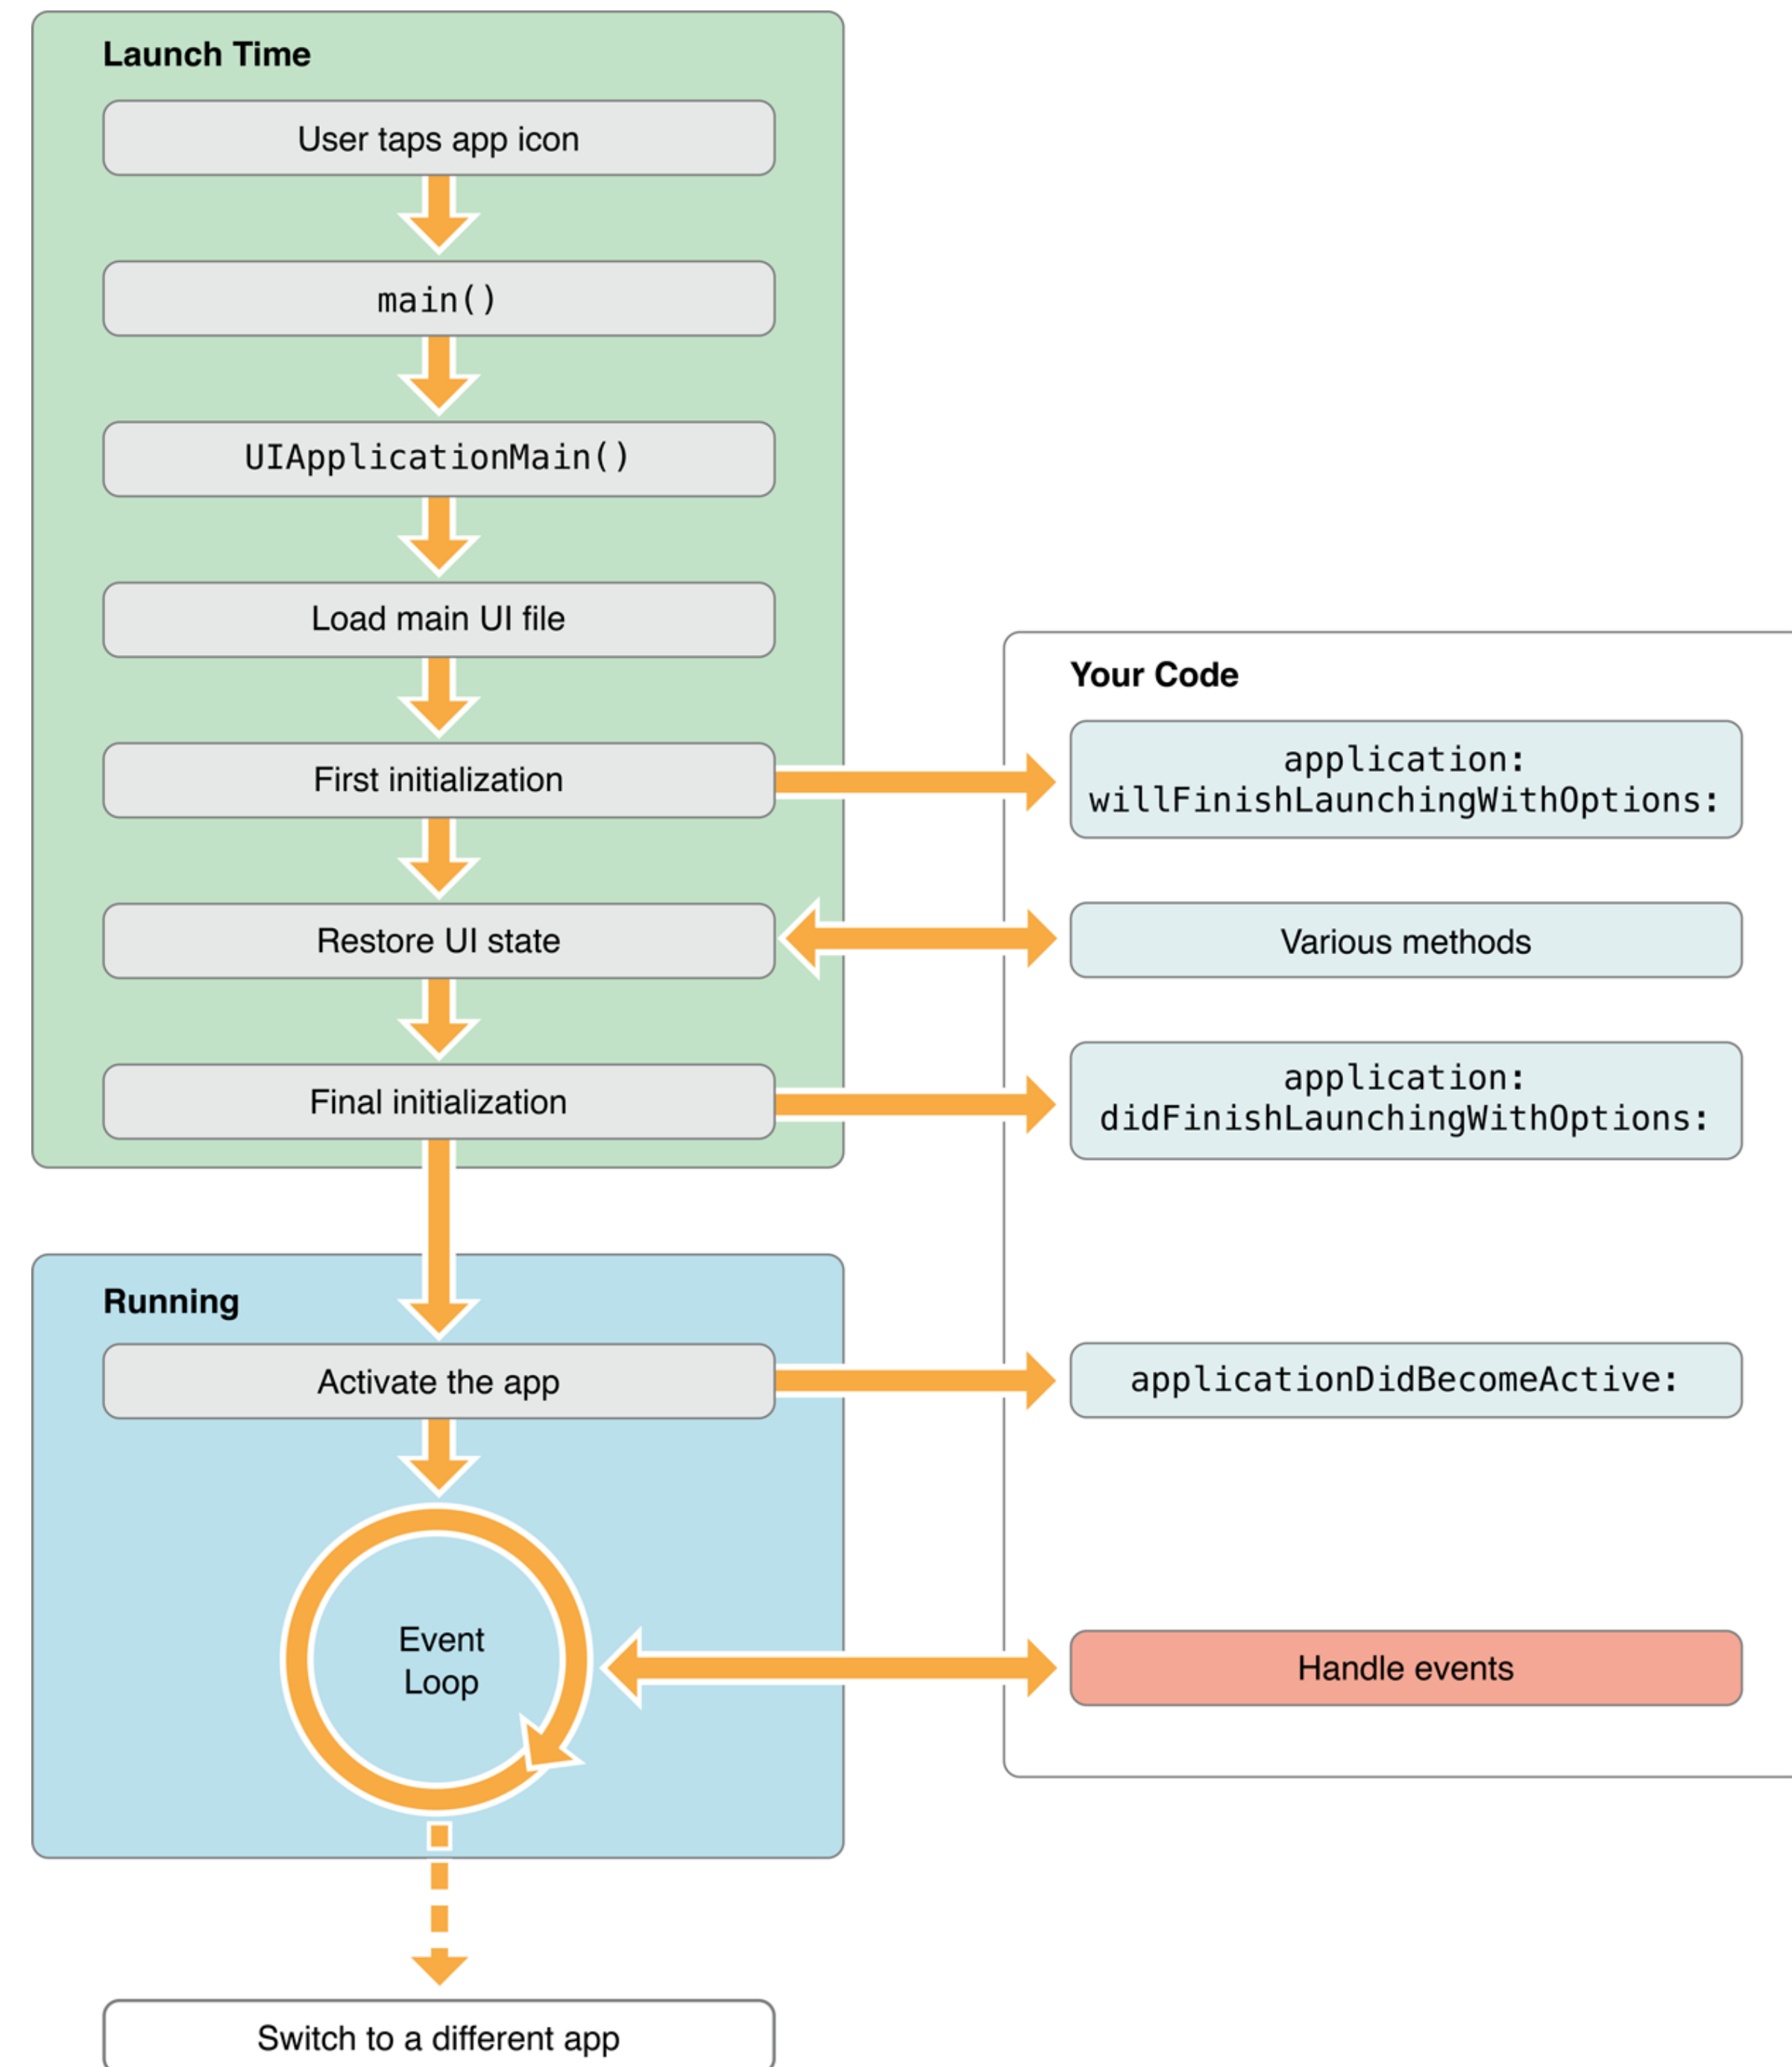 Launch Time
User taps app icon
main()
UIApplicationMain()
Load main UI file
First initialization
Restore UI state
Final initialization
Your Code
application:
willFinishLaunchingWithOptions:
Various methods
application:
didFinishLaunchingWithOptions:
Running
Activate the app
applicationDidBecomeActive:
Event
Loop
Handle events
Switch to a different app